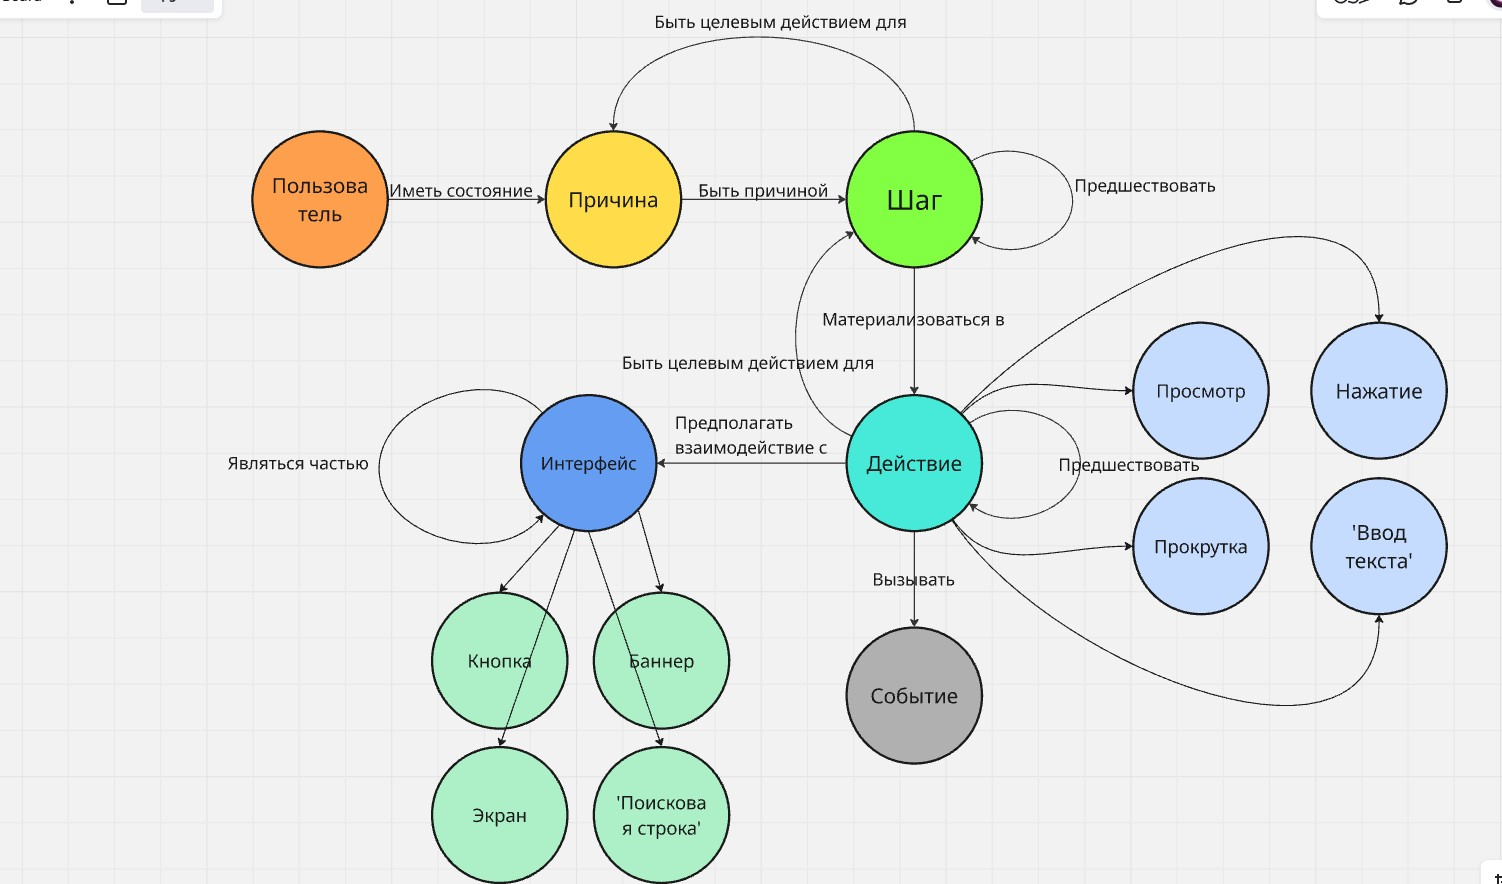 Быть целевым действием для
Пользова
тель
Иметь состояние
Причина
Быть причиной
Шаг
Предшествовать
Материализоваться в
Быть целевым действием для
Просмотр
Нажатие
Являться частью
Интерфейс
Предполагать
взаимодействие с
Действие
Предшествовать
Прокрутка
'Ввод
текста'
Вызывать
Кнопка
Баннер
Событие
Экран
'Поискова
я строка'